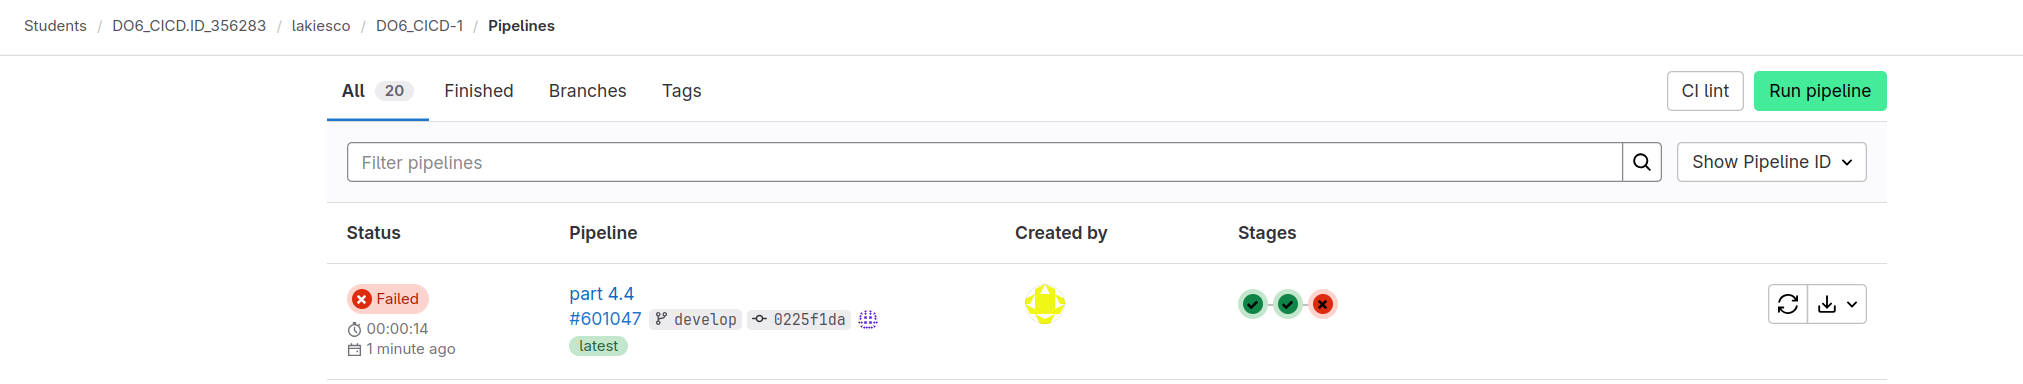 Students / DO6_CICD.ID_356283 / lakiesco / DO6_CICD-1 / Pipelines
All 20 Finished Branches Tags CI lint Run pipeline
Filter pipelines Show Pipeline ID
Status Pipeline Created by Stages
Failed part 4.4
#601047 develop 0225f1da
00:00:14
latest
1 minute ago